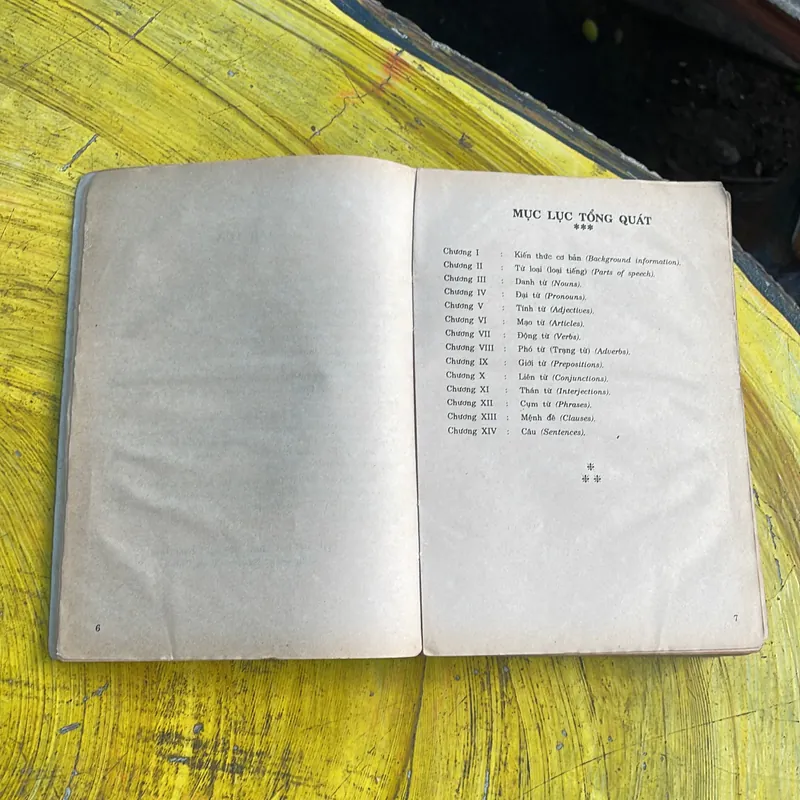 6
MỤC LỤC TỔNG QUÁT
***
Chương I : Kiến thức cơ bản (Background information).
Chương II : Từ loại (loại tiếng) (Parts of speech).
Chương III : Danh từ (Nouns).
Chương IV : Đại từ (Pronouns).
Chương V : Tính từ (Adjectives).
Chương VI : Mạo từ (Articles).
Chương VII : Động từ (Verbs).
Chương VIII : Phó từ (Trạng từ) (Adverbs).
Chương IX : Giới từ (Prepositions).
Chương X : Liên từ (Conjunctions).
Chương XI : Thán từ (Interjections).
Chương XII : Cụm từ (Phrases).
Chương XIII : Mệnh đề (Clauses).
Chương XIV : Câu (Sentences).
*
* *
7